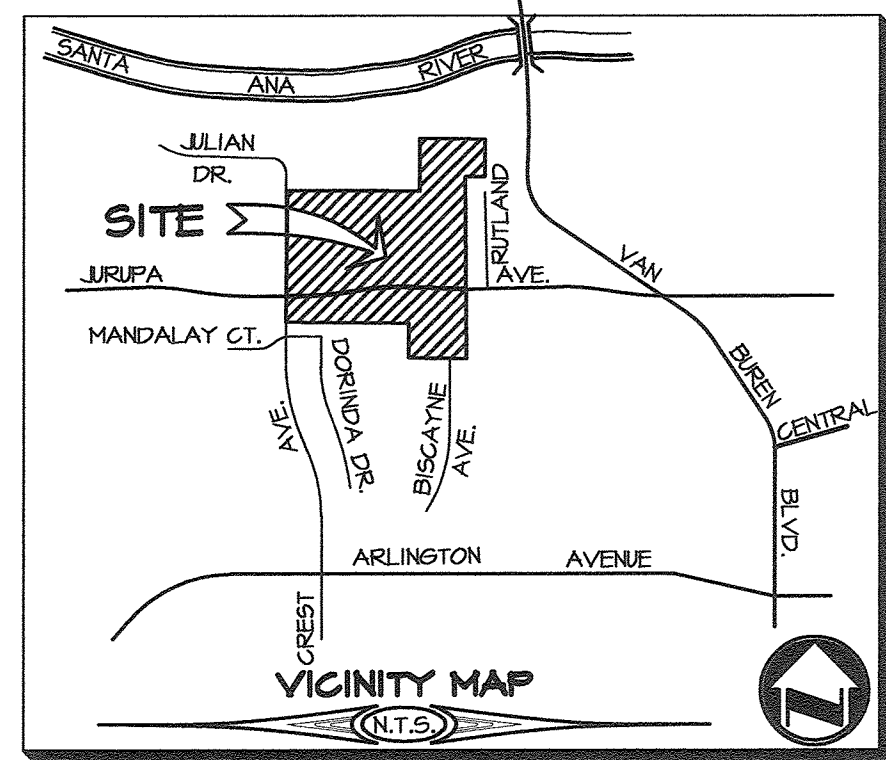 SANTA ANA RIVER
JULIAN DR.
SITE
RUTLAND AVE.
JURUPA
VAN BUREN BLVD.
MANDALAY CT.
DORINDA DR.
CREST AVE.
BISCAYNE AVE.
CENTRAL
ARLINGTON AVENUE
VICINITY MAP
N.T.S.